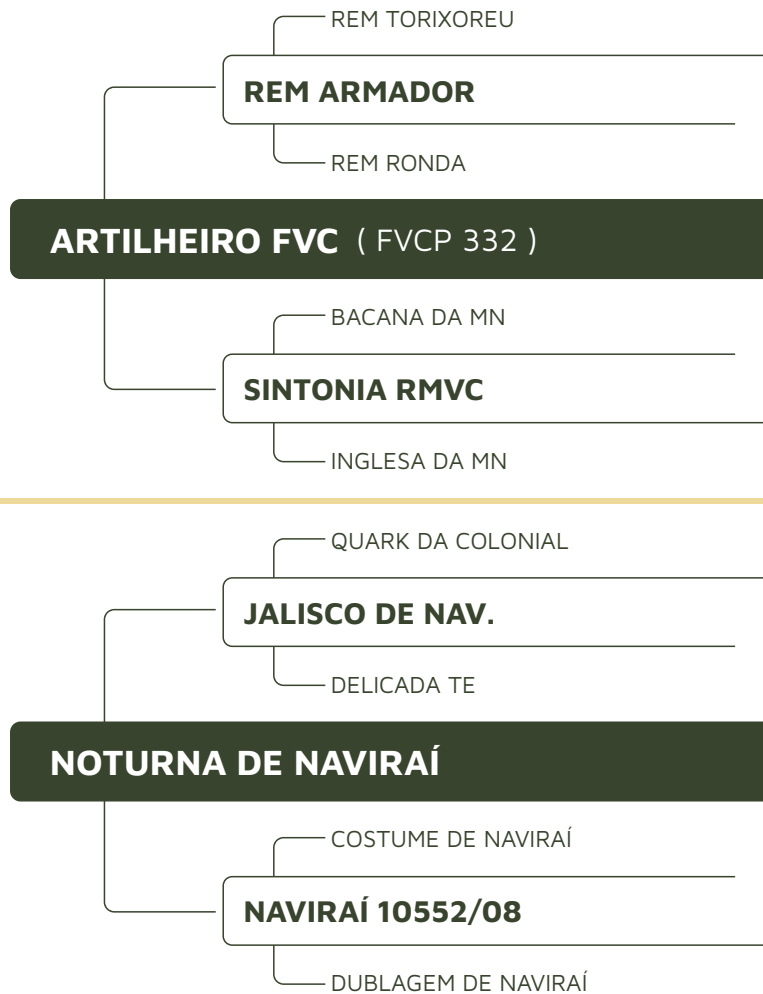 REM TORIXOREU
REM ARMADOR
REM RONDA
ARTILHEIRO FVC ( FVCP 332 )
BACANA DA MN
SINTONIA RMVC
INGLESA DA MN
QUARK DA COLONIAL
JALISCO DE NAV.
DELICADA TE
NOTURNA DE NAVIRAÍ
COSTUME DE NAVIRAÍ
NAVIRAÍ 10552/08
DUBLAGEM DE NAVIRAÍ